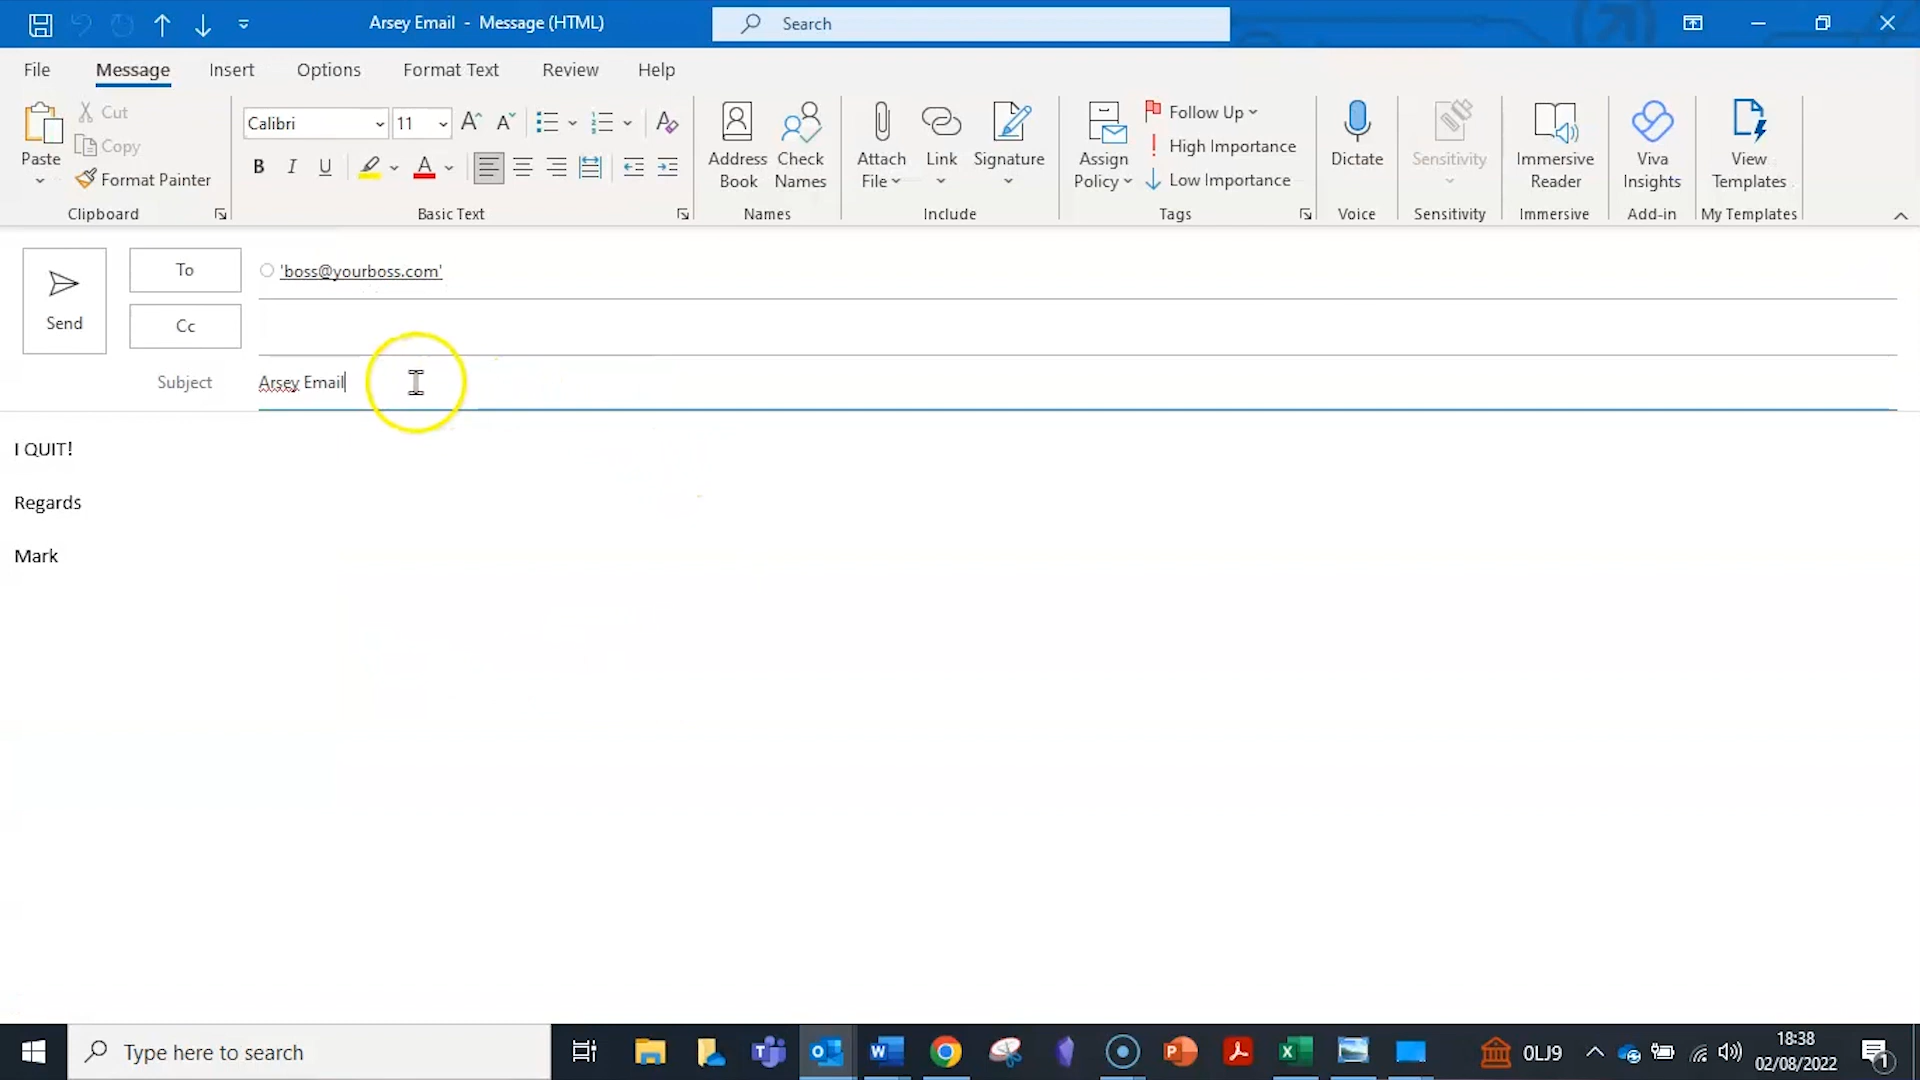 Arsey Email - Message (HTML)
Search
File Message Insert Options Format Text Review Help
Paste
Cut
Copy
Format Painter
Clipboard
Calibri 11
B I U A
Basic Text
Address Book
Check Names
Names
Attach File
Link
Signature
Include
Assign Policy
Follow Up
High Importance
Low Importance
Tags
Dictate
Voice
Sensitivity
Sensitivity
Immersive Reader
Immersive
Viva Insights
Add-in
View Templates
My Templates
Send
To 'boss@yourboss.com'
Cc
Subject Arsey Email
I QUIT!
Regards
Mark
Type here to search
0LJ9
18:38
02/08/2022
1